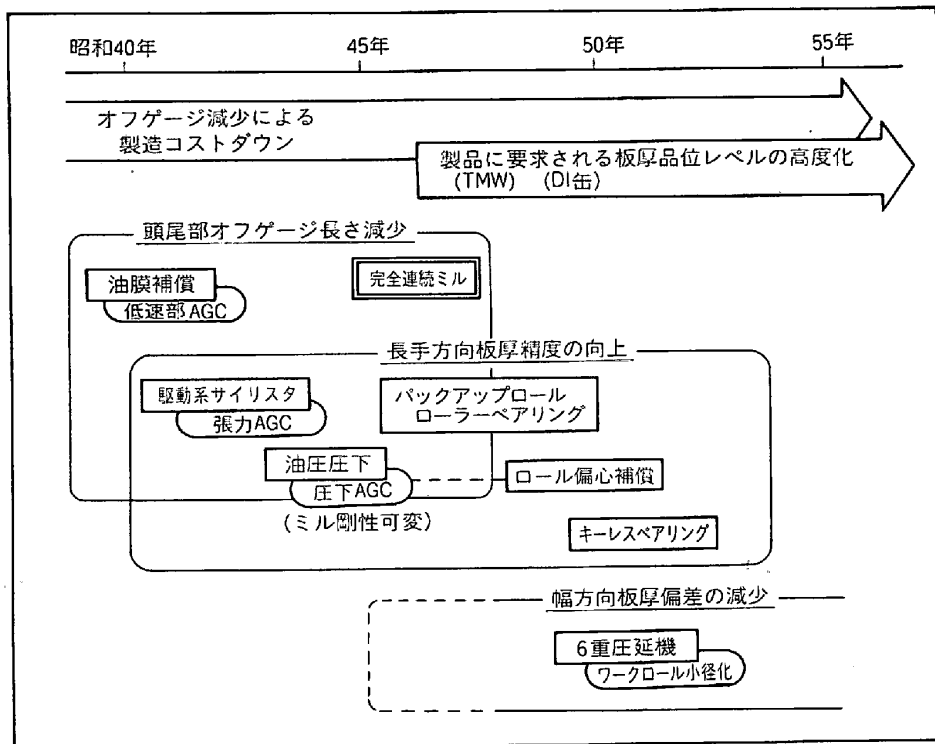 昭和40年 45年 50年 55年
オフゲージ減少による
製造コストダウン
製品に要求される板厚品位レベルの高度化
(TMW) (DI缶)
頭尾部オフゲージ長さ減少
油膜補償
低速部AGC
完全連続ミル
長手方向板厚精度の向上
駆動系サイリスタ
張力AGC
バックアップロール
ローラーベアリング
油圧圧下
圧下AGC
(ミル剛性可変)
ロール偏心補償
キーレスベアリング
幅方向板厚偏差の減少
6重圧延機
ワークロール小径化